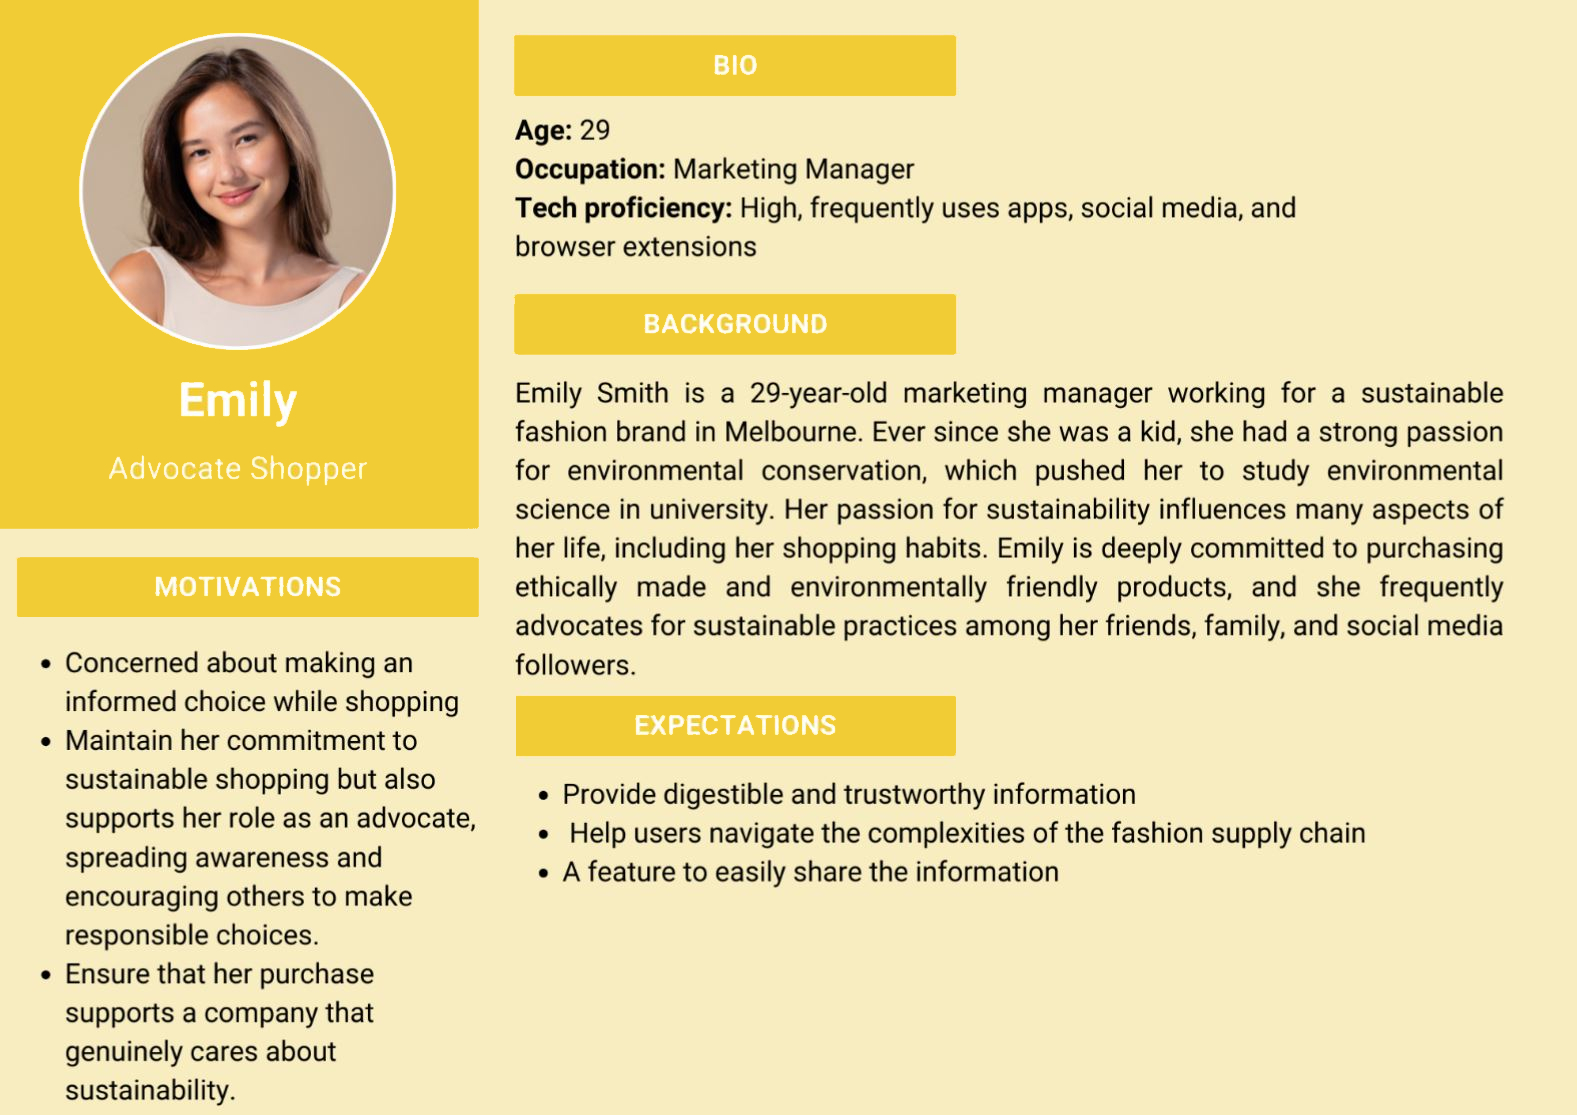 Emily
Advocate Shopper
MOTIVATIONS
• Concerned about making an
informed choice while shopping
• Maintain her commitment to
sustainable shopping but also
supports her role as an advocate,
spreading awareness and
encouraging others to make
responsible choices.
• Ensure that her purchase
supports a company that
genuinely cares about
sustainability.
BIO
Age: 29
Occupation: Marketing Manager
Tech proficiency: High, frequently uses apps, social media, and
browser extensions
BACKGROUND
Emily Smith is a 29-year-old marketing manager working for a sustainable
fashion brand in Melbourne. Ever since she was a kid, she had a strong passion
for environmental conservation, which pushed her to study environmental
science in university. Her passion for sustainability influences many aspects of
her life, including her shopping habits. Emily is deeply committed to purchasing
ethically made and environmentally friendly products, and she frequently
advocates for sustainable practices among her friends, family, and social media
followers.
EXPECTATIONS
• Provide digestible and trustworthy information
• Help users navigate the complexities of the fashion supply chain
• A feature to easily share the information